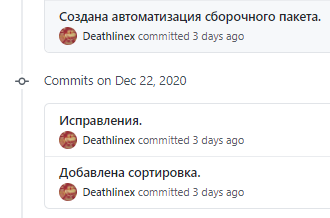 Создана автоматизация сборочного пакета.
Deathlinex committed 3 days ago
Commits on Dec 22, 2020
Исправления.
Deathlinex committed 3 days ago
Добавлена сортировка.
Deathlinex committed 3 days ago